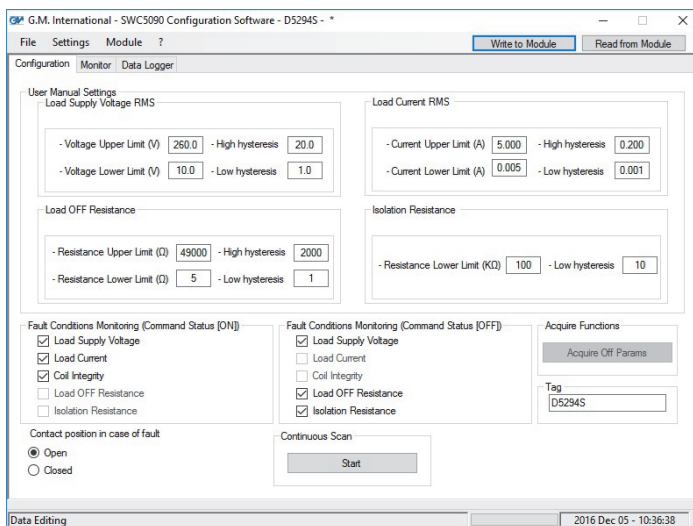 G.M. International - SWC5090 Configuration Software - D5294S - *
File Settings Module ? Write to Module Read from Module
Configuration Monitor Data Logger
User Manual Settings
Load Supply Voltage RMS
- Voltage Upper Limit (V) 260.0 - High hysteresis 20.0
- Voltage Lower Limit (V) 10.0 - Low hysteresis 1.0
Load Current RMS
- Current Upper Limit (A) 5.000 - High hysteresis 0.200
- Current Lower Limit (A) 0.005 - Low hysteresis 0.001
Load OFF Resistance
- Resistance Upper Limit (Ω) 49000 - High hysteresis 2000
- Resistance Lower Limit (Ω) 5 - Low hysteresis 1
Isolation Resistance
- Resistance Lower Limit (KΩ) 100 - Low hysteresis 10
Fault Conditions Monitoring (Command Status [ON])
Load Supply Voltage
Load Current
Coil Integrity
Load OFF Resistance
Isolation Resistance
Fault Conditions Monitoring (Command Status [OFF])
Load Supply Voltage
Load Current
Coil Integrity
Load OFF Resistance
Isolation Resistance
Acquire Functions
Acquire Off Params
Tag
D5294S
Contact position in case of fault
Open
Closed
Continuous Scan
Start
Data Editing 2016 Dec 05 - 10:36:38